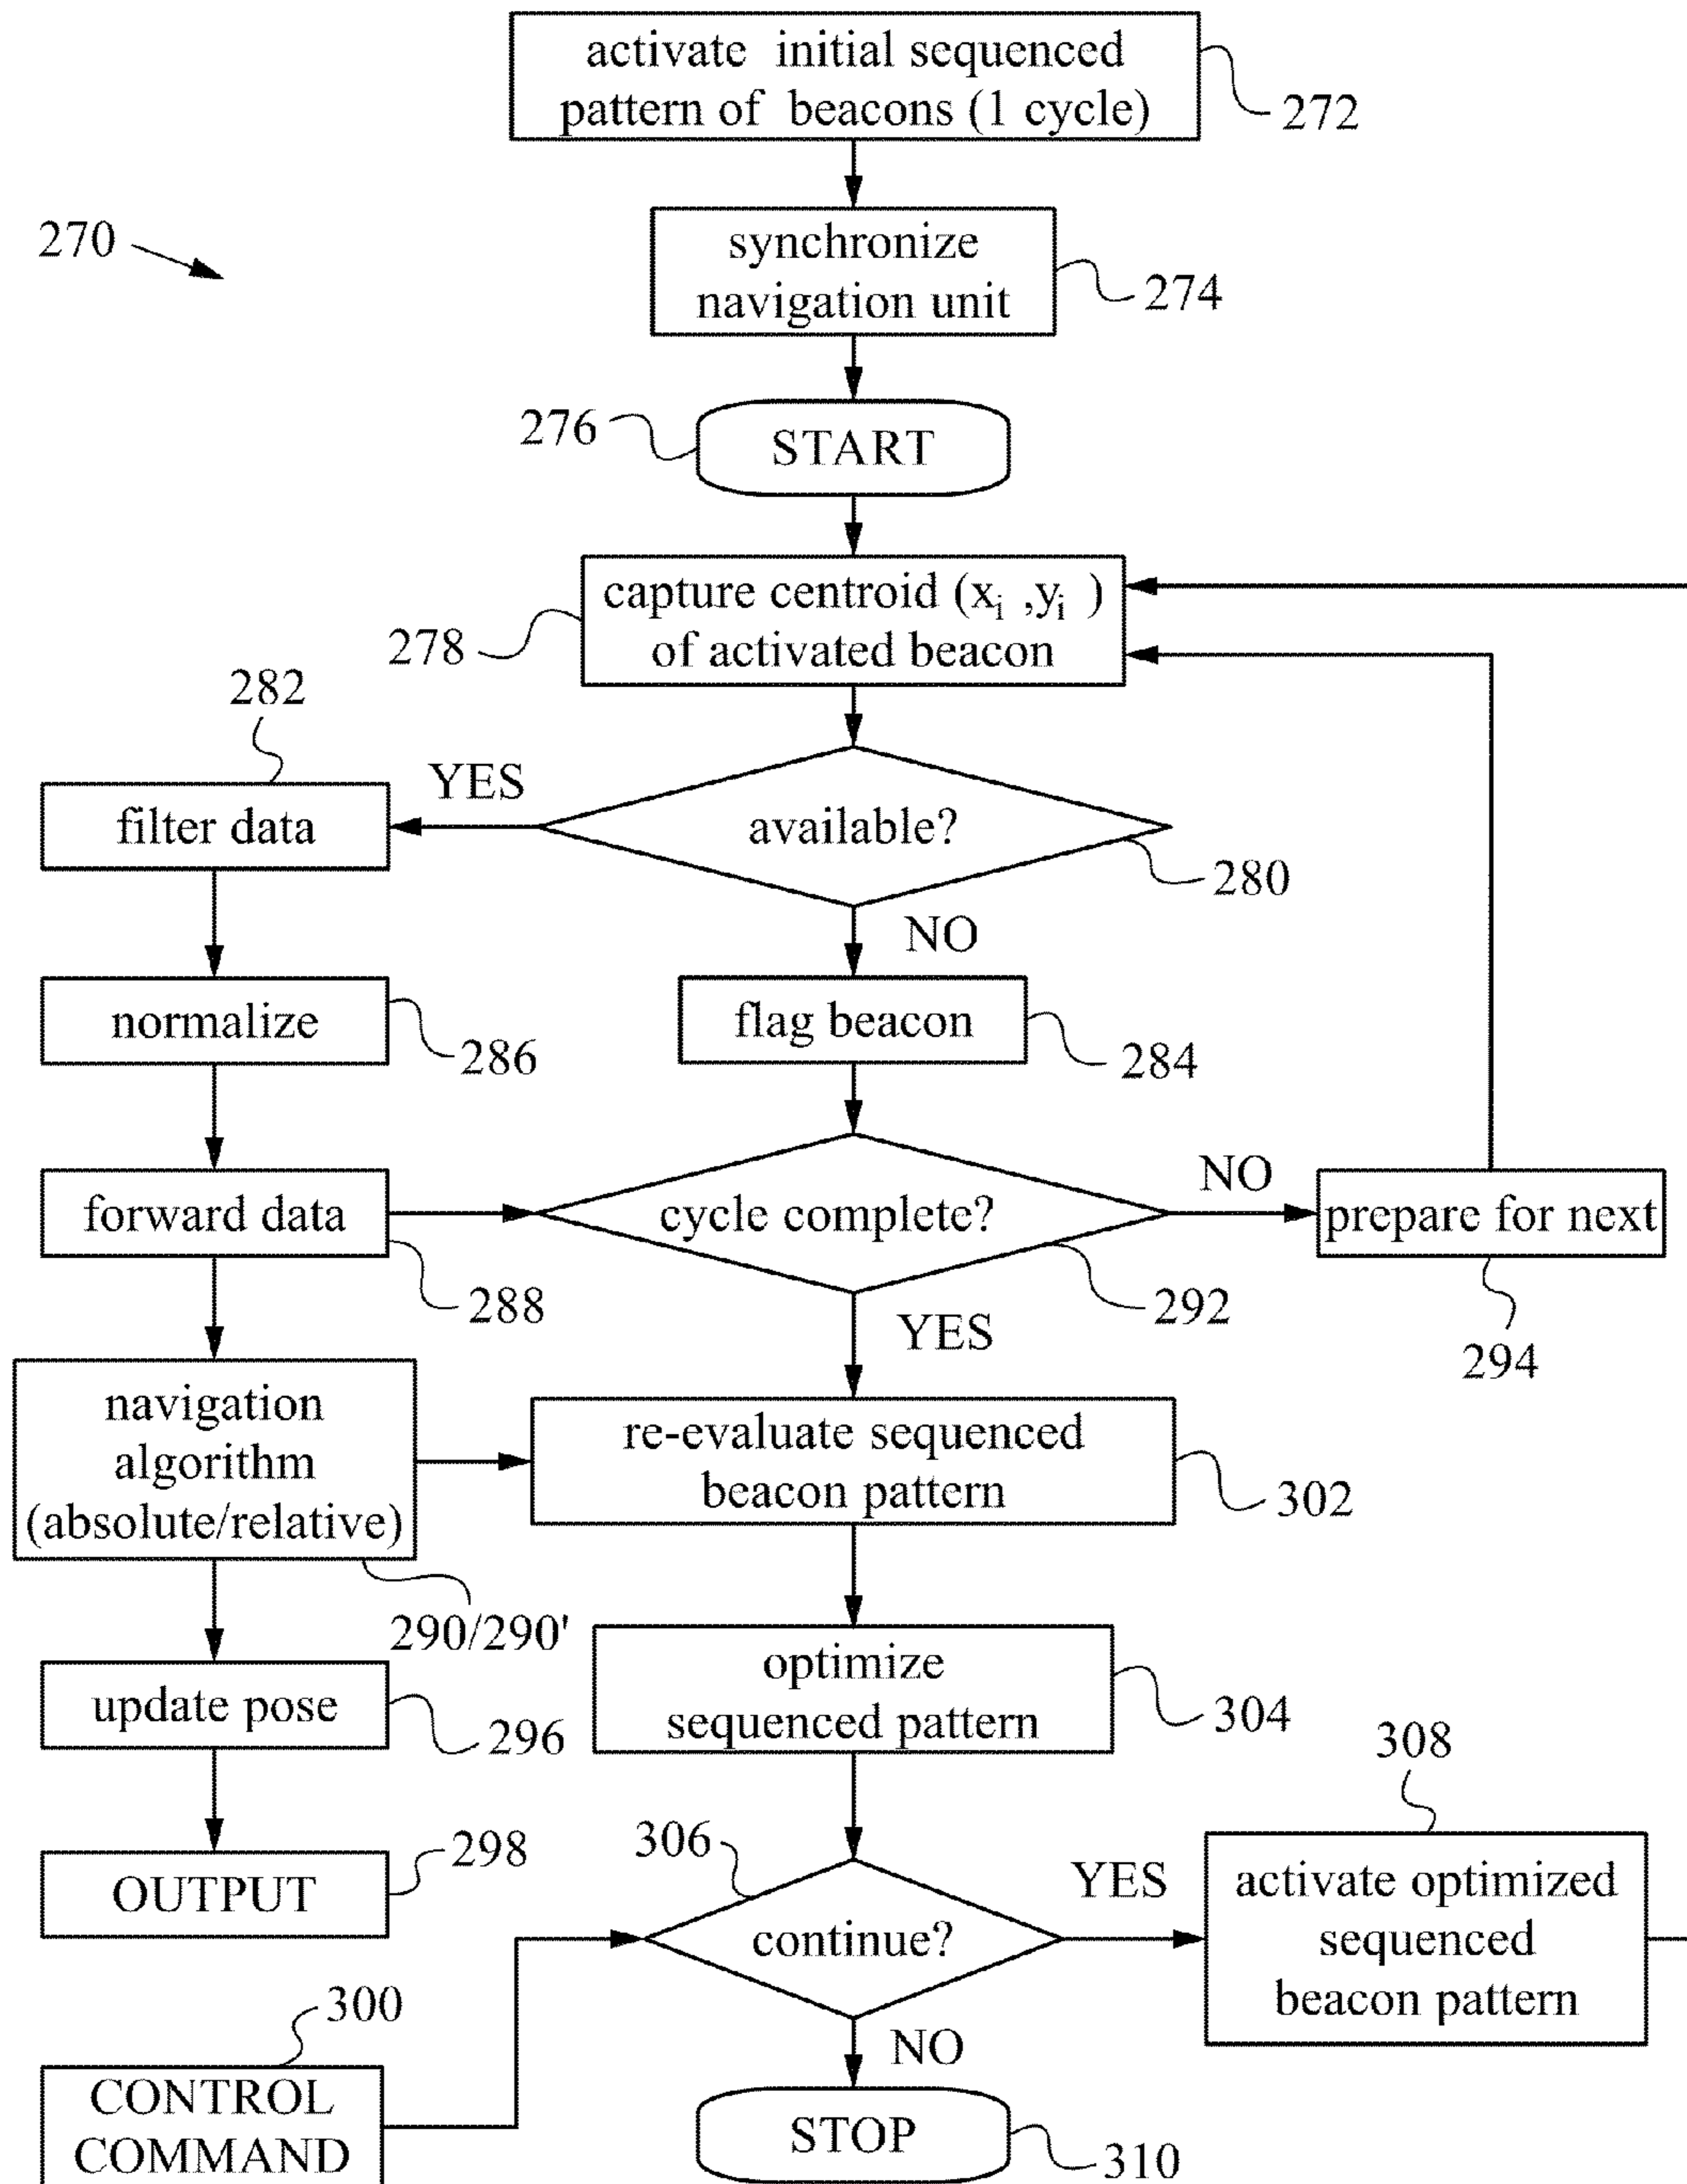 activate initial sequenced
pattern of beacons (1 cycle)
272
270
synchronize
navigation unit
274
276
START
capture centroid (xi ,yi )
of activated beacon
278
282
YES
filter data
available?
280
NO
normalize
286
flag beacon
284
forward data
288
cycle complete?
292
NO
prepare for next
294
YES
navigation
algorithm
(absolute/relative)
290/290'
re-evaluate sequenced
beacon pattern
302
update pose
296
optimize
sequenced pattern
304
308
OUTPUT
298
306
continue?
YES
activate optimized
sequenced
beacon pattern
300
CONTROL
COMMAND
NO
STOP
310